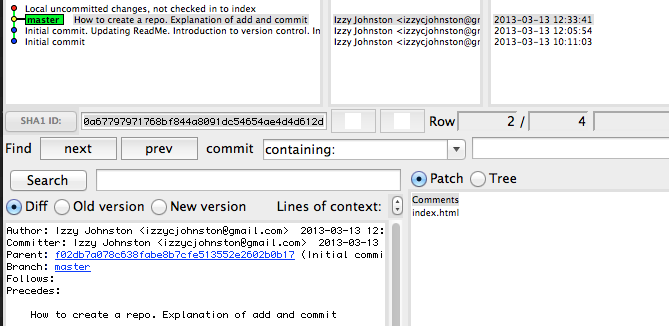 Local uncommitted changes, not checked in to index
master How to create a repo. Explanation of add and commit Izzy Johnston <izzycjohnston@gm 2013-03-13 12:33:41
Initial commit. Updating ReadMe. Introduction to version control. In Izzy Johnston <izzycjohnston@gm 2013-03-13 12:05:54
Initial commit Izzy Johnston <izzycjohnston@gm 2013-03-13 10:11:03
SHA1 ID: 0a67797971768bf844a8091dc54654ae4d4d612d Row 2 / 4
Find next prev commit containing:
Search
Patch Tree
Diff Old version New version Lines of context:
Comments
index.html
Author: Izzy Johnston <izzycjohnston@gmail.com> 2013-03-13 12:
Committer: Izzy Johnston <izzycjohnston@gmail.com> 2013-03-13
Parent: f02db7a078c638fabe8b7cfe513552e2602b0b17 (Initial commi
Branch: master
Follows:
Precedes:
How to create a repo. Explanation of add and commit